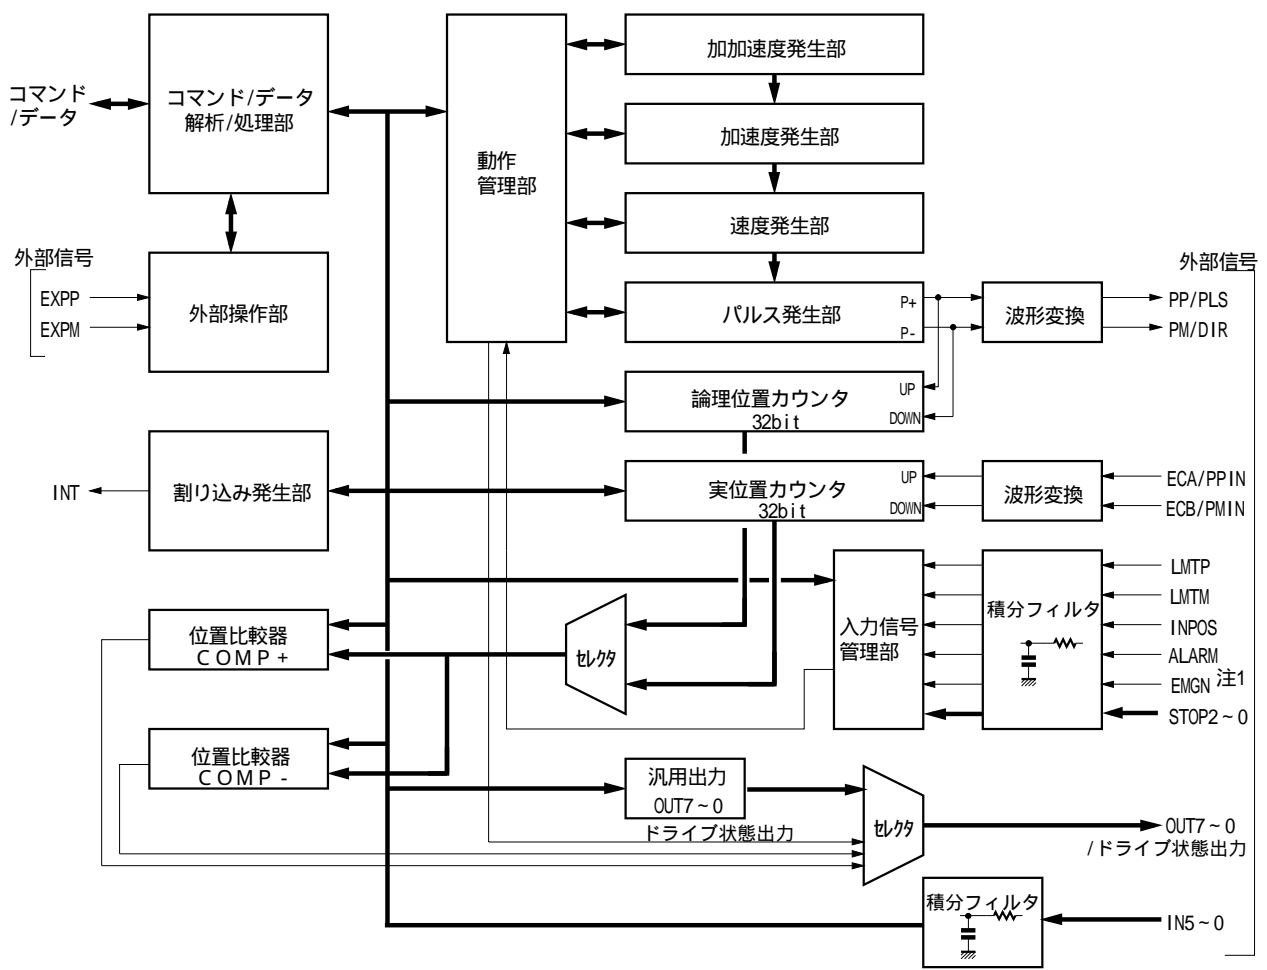 コマンド
/データ
コマンド/データ
解析/処理部
動作
管理部
加加速度発生部
加速度発生部
速度発生部
パルス発生部
P+
P-
波形変換
外部信号
PP/PLS
PM/DIR
外部信号
EXPP
EXPM
外部操作部
論理位置カウンタ
32bit
UP
DOWN
INT
割り込み発生部
実位置カウンタ
32bit
UP
DOWN
波形変換
ECA/PPIN
ECB/PMIN
位置比較器
COMP+
セレクタ
入力信号
管理部
積分フィルタ
LMTP
LMTM
INPOS
ALARM
EMGN
注1
STOP2~0
位置比較器
COMP-
汎用出力
OUT7~0
ドライブ状態出力
セレクタ
OUT7~0
/ドライブ状態出力
積分フィルタ
IN5~0